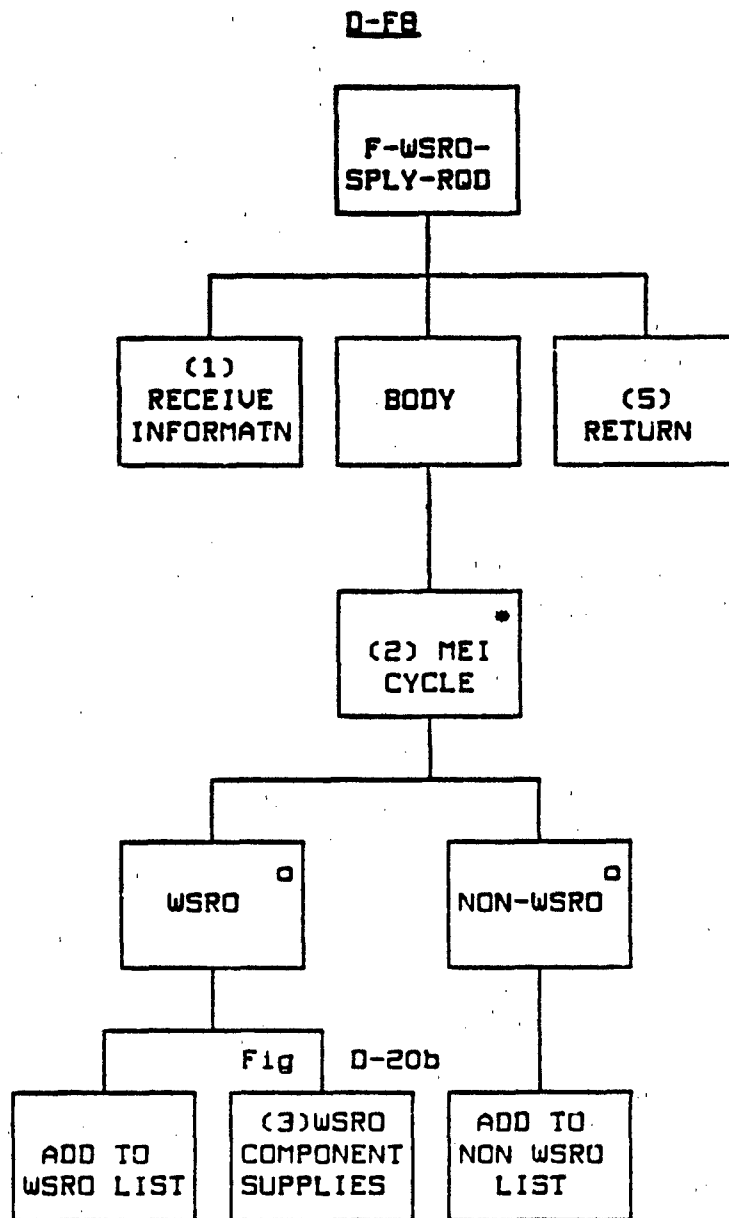 D-F8
F-WSRO-
SPLY-RQD
(1)
RECEIVE
INFORMATN
BODY
(5)
RETURN
*
(2) MEI
CYCLE
o
WSRO
o
NON-WSRO
Fig D-20b
ADD TO
WSRO LIST
(3)WSRO
COMPONENT
SUPPLIES
ADD TO
NON WSRO
LIST